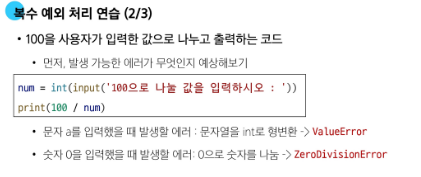 복수 예외 처리 연습 (2/3)
• 100을 사용자가 입력한 값으로 나누고 출력하는 코드
• 먼저, 발생 가능한 에러가 무엇인지 예상해보기
num = int(input('100으로 나눌 값을 입력하시오 : '))
print(100 / num)
• 문자 a를 입력했을 때 발생할 에러 : 문자열을 int로 형변환 -> ValueError
• 숫자 0을 입력했을 때 발생할 에러: 0으로 숫자를 나눔 -> ZeroDivisionError